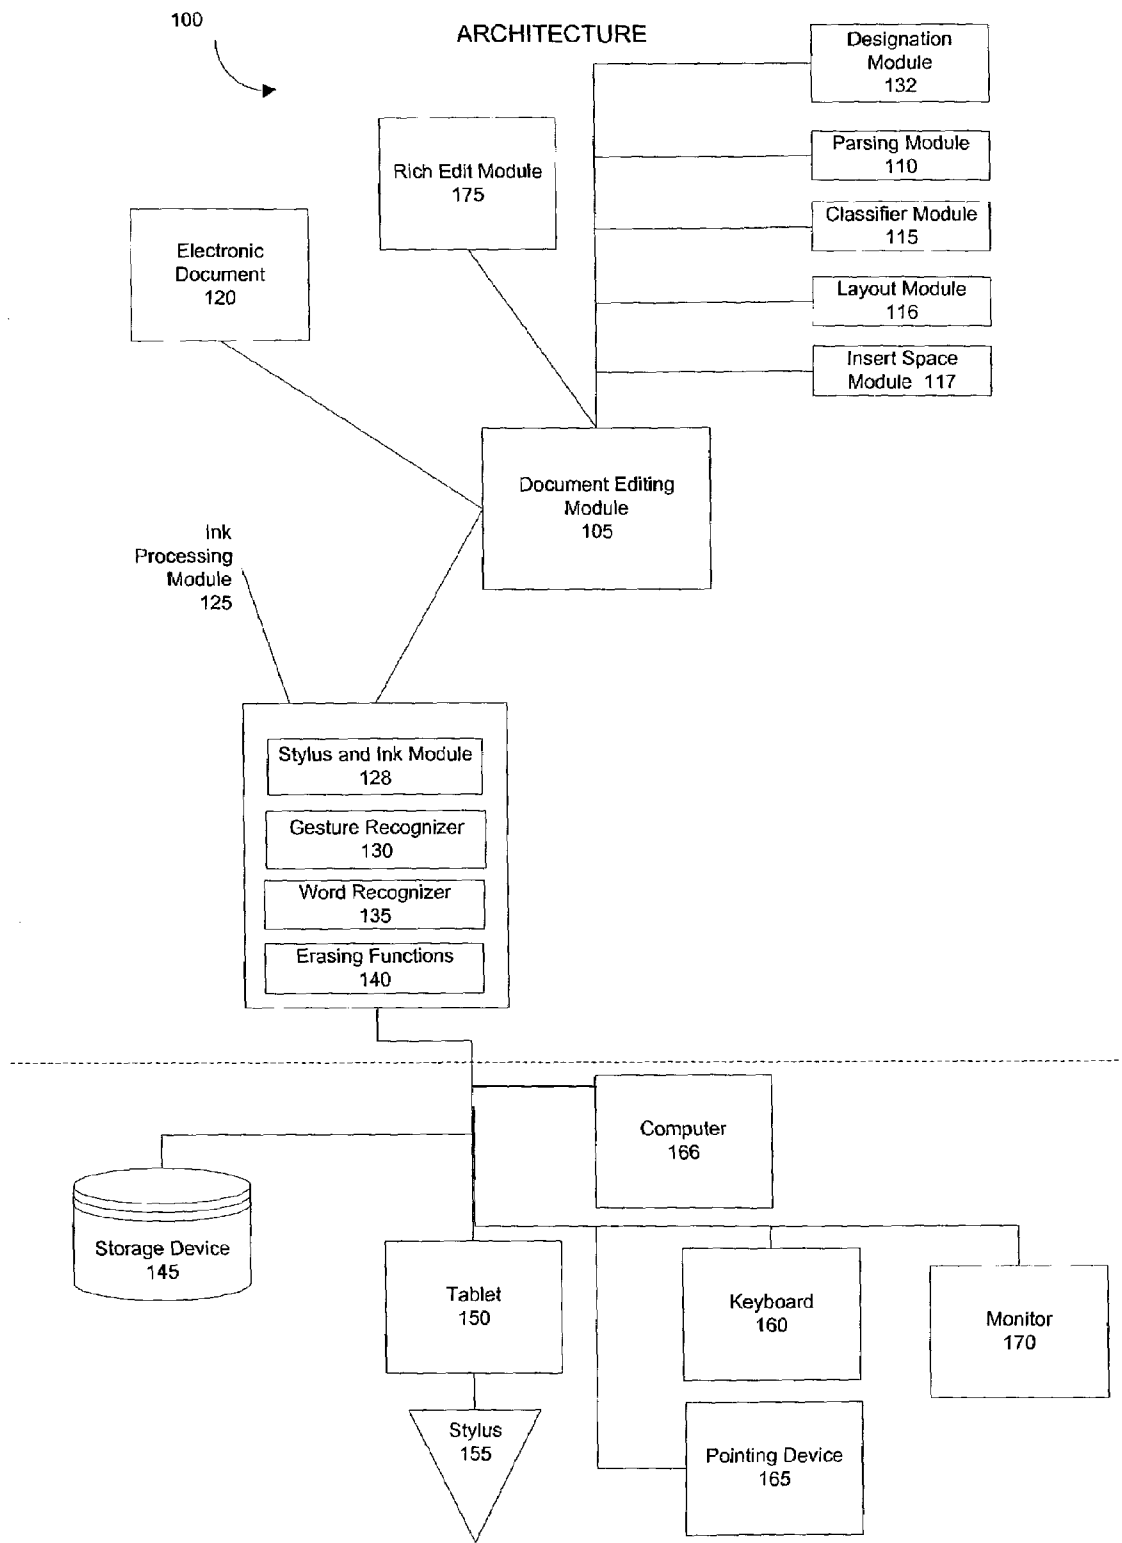 100
ARCHITECTURE
Designation
Module
132
Parsing Module
110
Classifier Module
115
Layout Module
116
Insert Space
Module 117
Rich Edit Module
175
Electronic
Document
120
Document Editing
Module
105
Ink
Processing
Module
125
Stylus and Ink Module
128
Gesture Recognizer
130
Word Recognizer
135
Erasing Functions
140
Computer
166
Storage Device
145
Tablet
150
Keyboard
160
Monitor
170
Stylus
155
Pointing Device
165